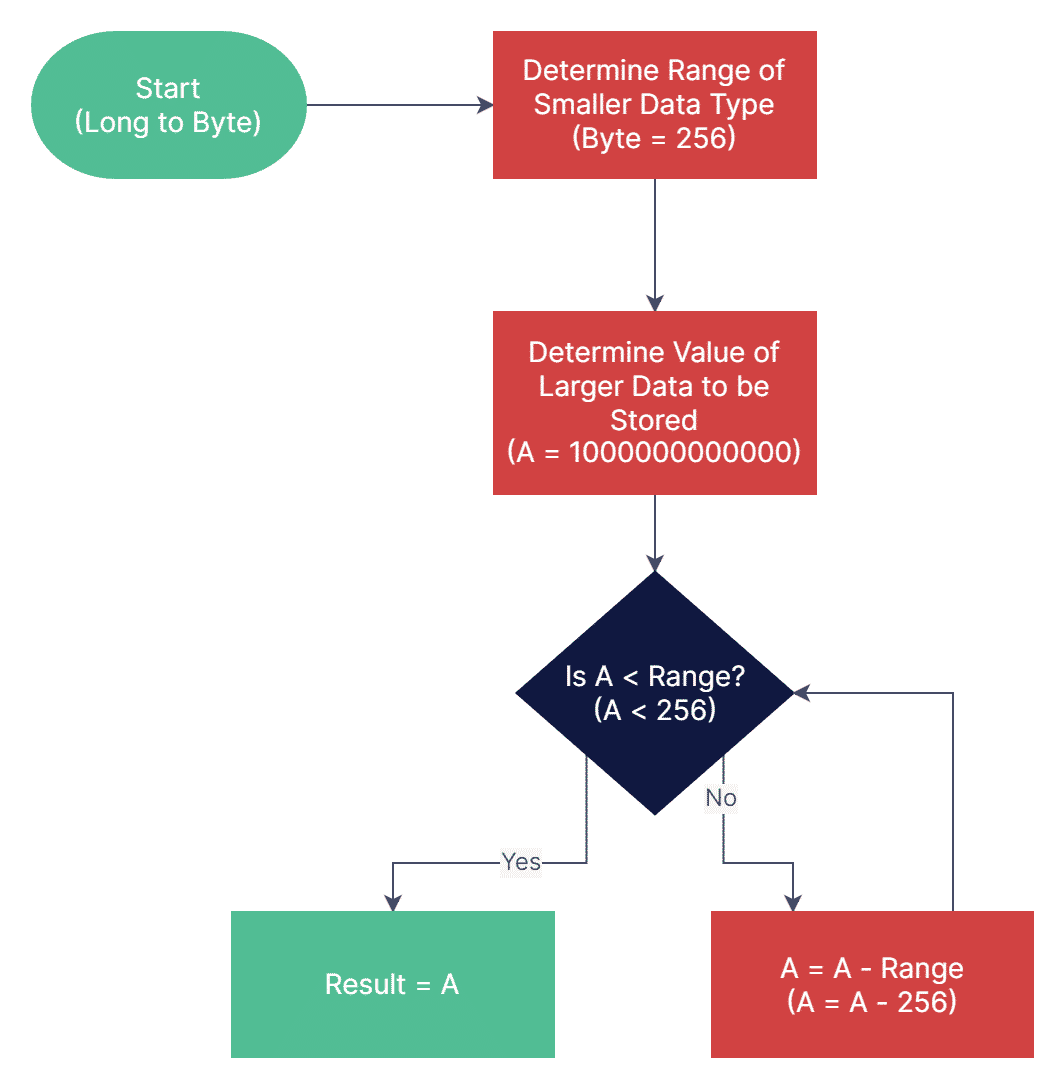 Start
(Long to Byte)
Determine Range of
Smaller Data Type
(Byte = 256)
Determine Value of
Larger Data to be
Stored
(A = 1000000000000)
Is A < Range?
(A < 256)
No
Yes
Result = A
A = A - Range
(A = A - 256)